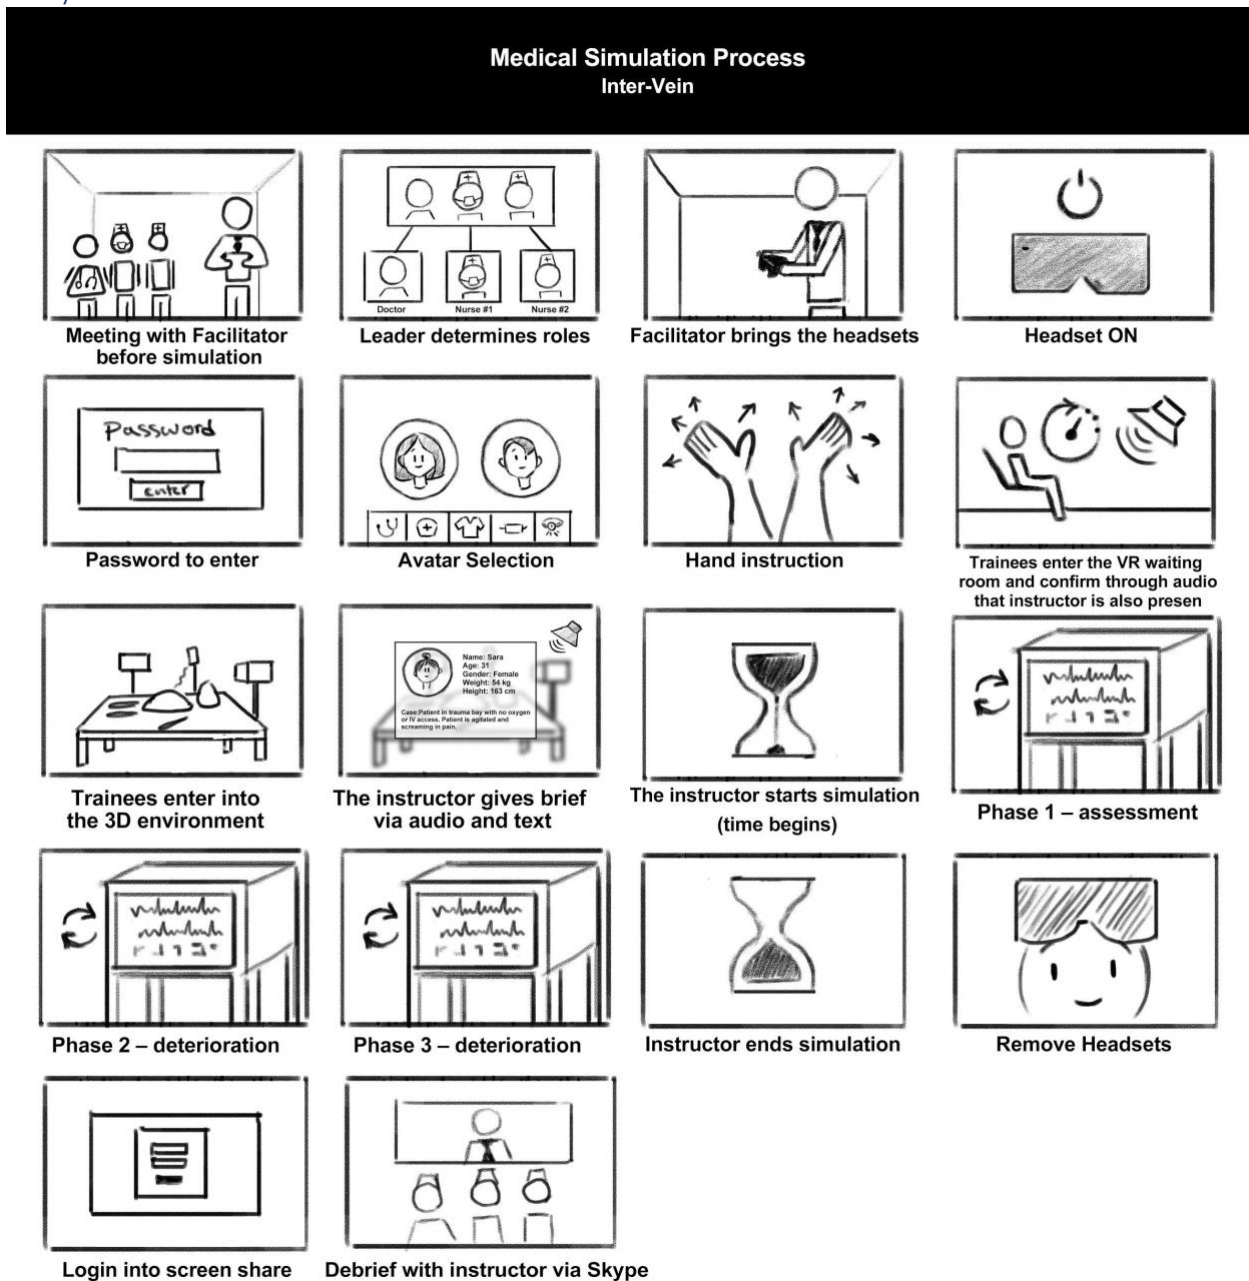 Medical Simulation Process
Inter-Vein
Doctor
Nurse #1
Nurse #2
Meeting with Facilitator
before simulation
Leader determines roles
Facilitator brings the headsets
Headset ON
Password
enter
Password to enter
Avatar Selection
Hand instruction
Trainees enter the VR waiting
room and confirm through audio
that instructor is also presen
Trainees enter into
the 3D environment
Name: Sara
Age: 31
Gender: Female
Weight: 54 kg
Height: 163 cm
Case:Patient in trauma bay with no oxygen
or IV access, Patient is agitated and
screaming in pain.
The instructor gives brief
via audio and text
The instructor starts simulation
(time begins)
Phase 1 – assessment
Phase 2 – deterioration
Phase 3 – deterioration
Instructor ends simulation
Remove Headsets
Login into screen share
Debrief with instructor via Skype